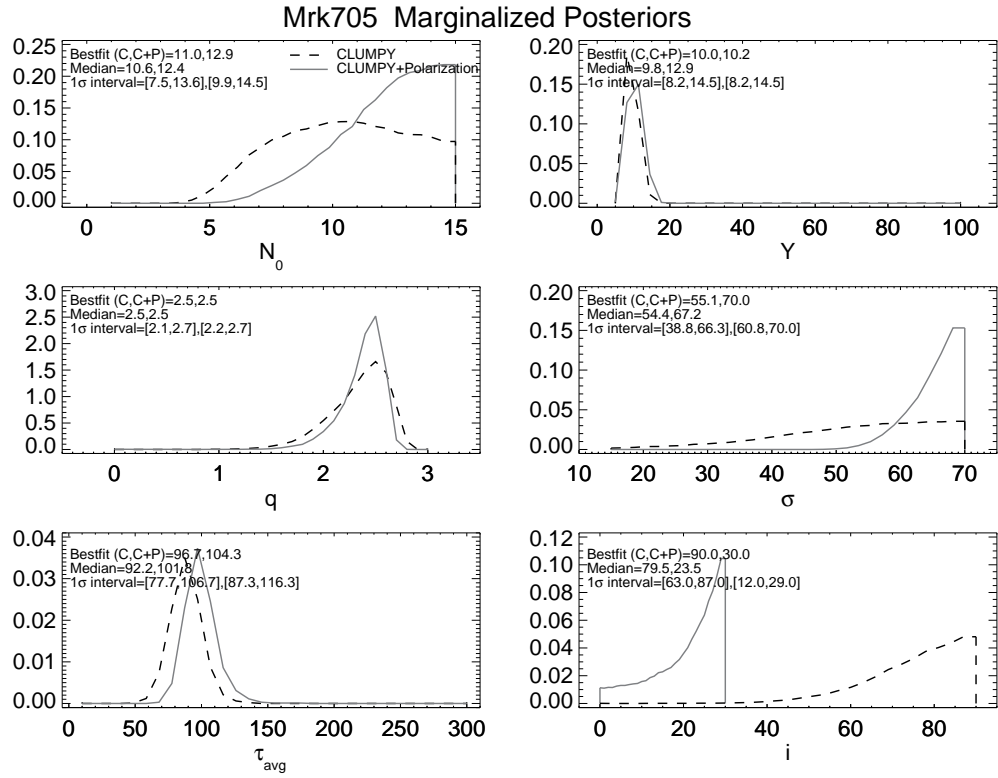 Mrk705 Marginalized Posteriors
Bestfit (C,C+P)=11.0,12.9
Median=10.6,12.4
1σ interval=[7.5,13.6],[9.9,14.5]
CLUMPY
CLUMPY+Polarization
0.25
0.20
0.15
0.10
0.05
0.00
0 5 10 15
N0
Bestfit (C,C+P)=10.0,10.2
Median=9.8,12.9
1σ interval=[8.2,14.5],[8.2,14.5]
0.20
0.15
0.10
0.05
0.00
0 20 40 60 80 100
Y
Bestfit (C,C+P)=2.5,2.5
Median=2.5,2.5
1σ interval=[2.1,2.7],[2.2,2.7]
3.0
2.5
2.0
1.5
1.0
0.5
0.0
0 1 2 3
q
Bestfit (C,C+P)=55.1,70.0
Median=54.4,67.2
1σ interval=[38.8,66.3],[60.8,70.0]
0.20
0.15
0.10
0.05
0.00
10 20 30 40 50 60 70
σ
Bestfit (C,C+P)=96.7,104.3
Median=92.2,101.8
1σ interval=[77.7,106.7],[87.3,116.3]
0.04
0.03
0.02
0.01
0.00
0 50 100 150 200 250 300
τavg
Bestfit (C,C+P)=90.0,30.0
Median=79.5,23.5
1σ interval=[63.0,87.0],[12.0,29.0]
0.12
0.10
0.08
0.06
0.04
0.02
0.00
0 20 40 60 80
i